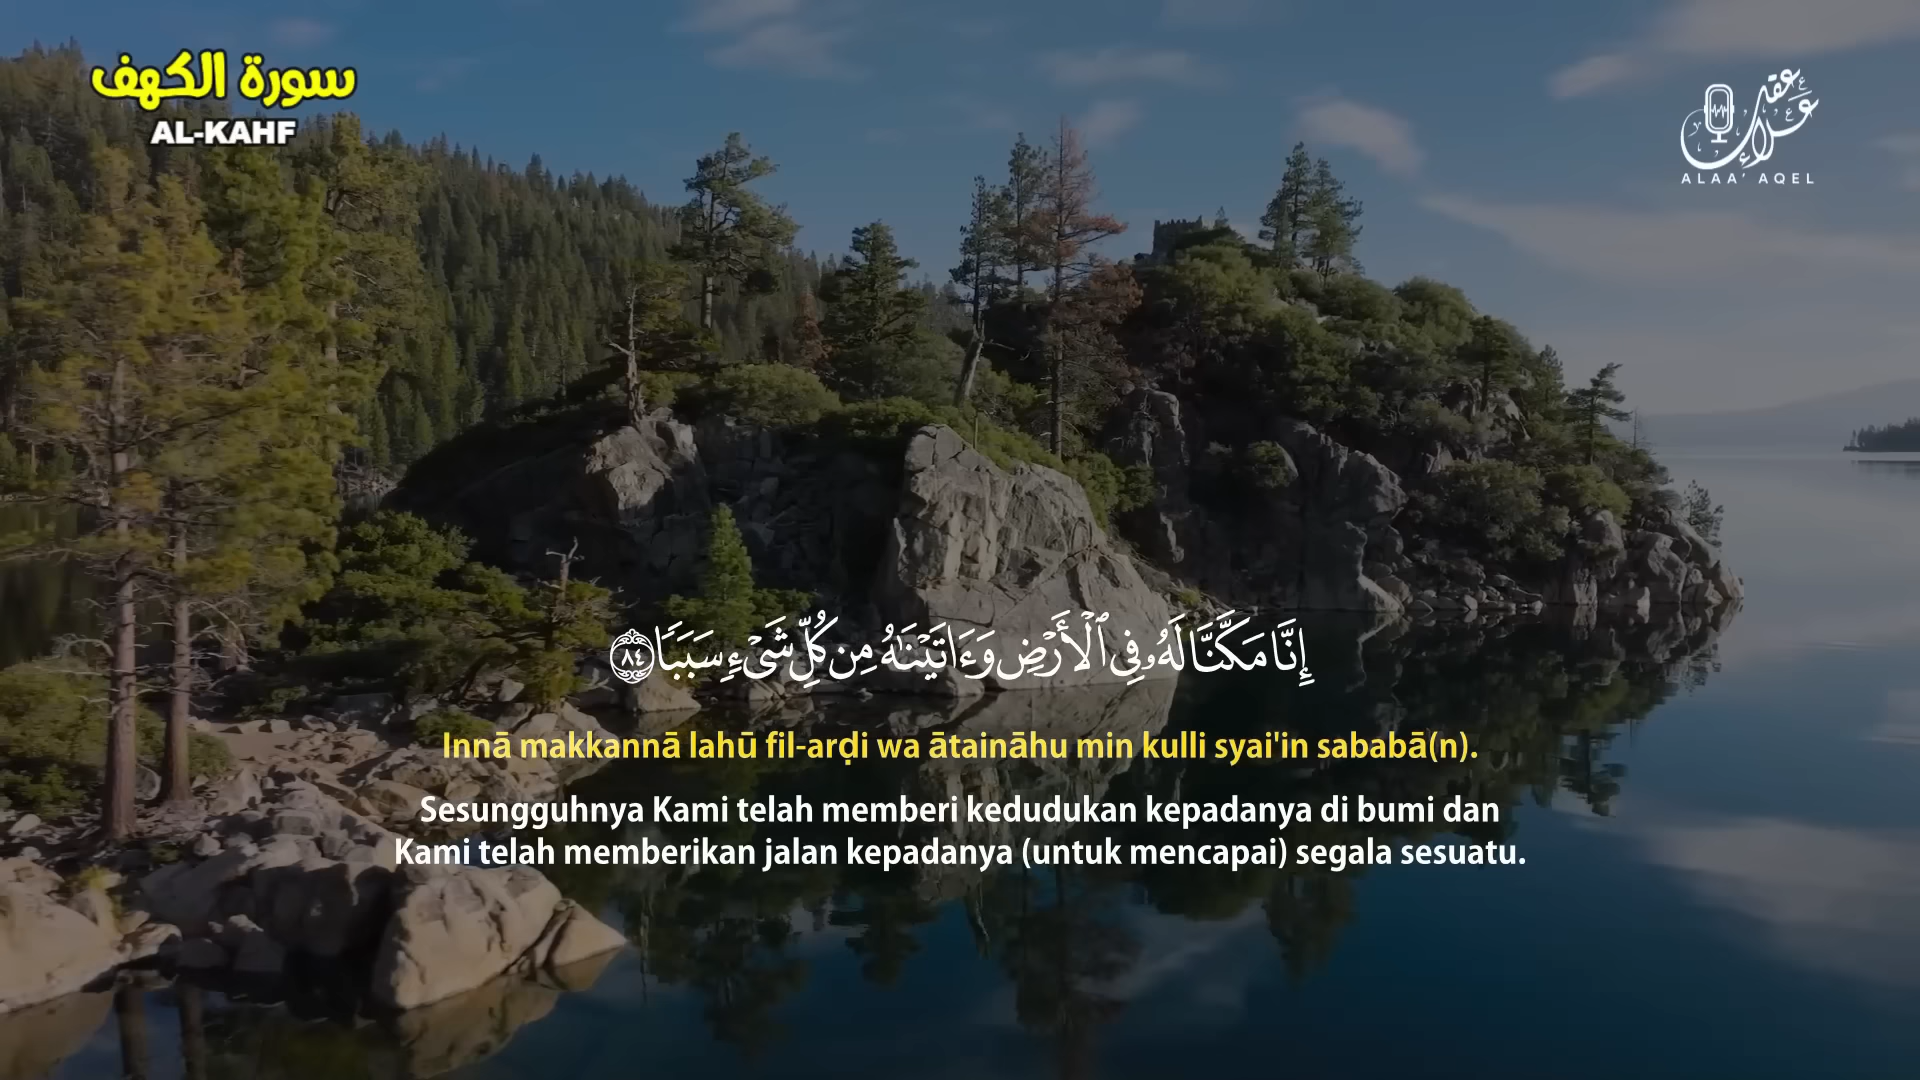 سورة الكهف
AL-KAHF
علاء عقل
ALAA' AQEL
إِنَّا مَكَّنَّا لَهُۥ فِى ٱلْأَرْضِ وَءَاتَيْنَٰهُ مِن كُلِّ شَىْءٍ سَبَبًا ٨٤
Innā makkannā lahū fil-arḍi wa ātaināhu min kulli syai'in sababā(n).
Sesungguhnya Kami telah memberi kedudukan kepadanya di bumi dan
Kami telah memberikan jalan kepadanya (untuk mencapai) segala sesuatu.